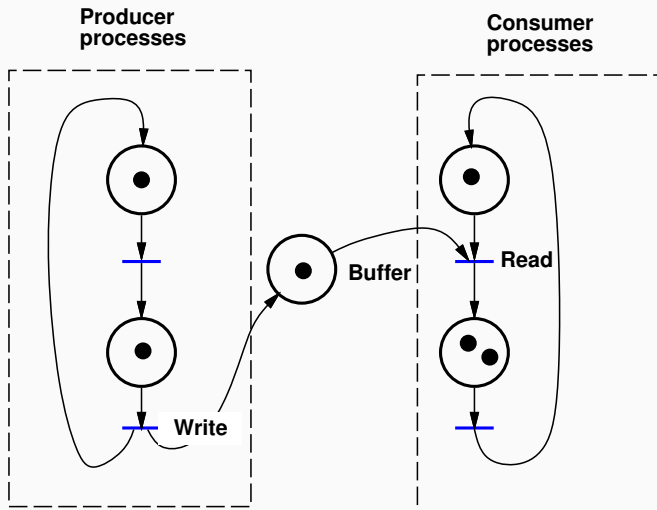 Producer
processes
Consumer
processes
Read
Buffer
Write